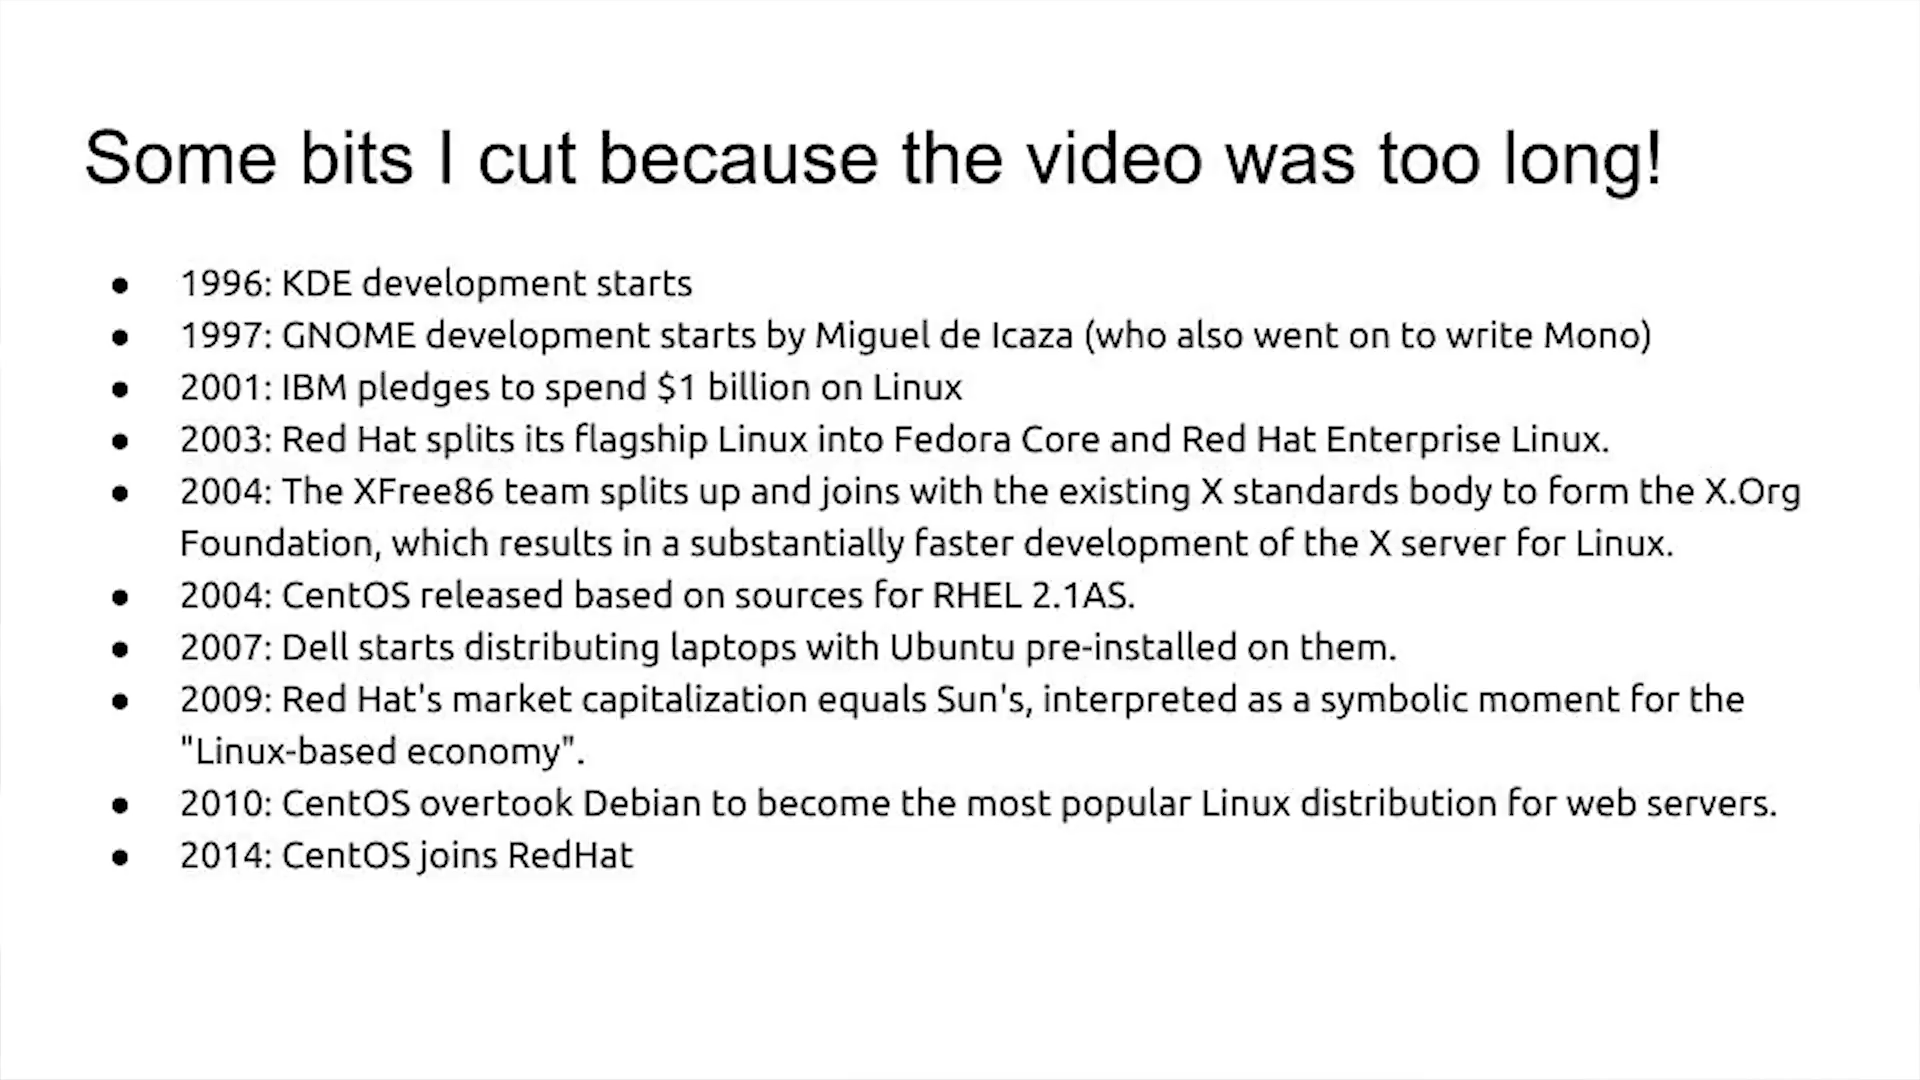 Some bits I cut because the video was too long!
● 1996: KDE development starts
● 1997: GNOME development starts by Miguel de Icaza (who also went on to write Mono)
● 2001: IBM pledges to spend $1 billion on Linux
● 2003: Red Hat splits its flagship Linux into Fedora Core and Red Hat Enterprise Linux.
● 2004: The XFree86 team splits up and joins with the existing X standards body to form the X.Org
Foundation, which results in a substantially faster development of the X server for Linux.
● 2004: CentOS released based on sources for RHEL 2.1AS.
● 2007: Dell starts distributing laptops with Ubuntu pre-installed on them.
● 2009: Red Hat's market capitalization equals Sun's, interpreted as a symbolic moment for the
"Linux-based economy".
● 2010: CentOS overtook Debian to become the most popular Linux distribution for web servers.
● 2014: CentOS joins RedHat